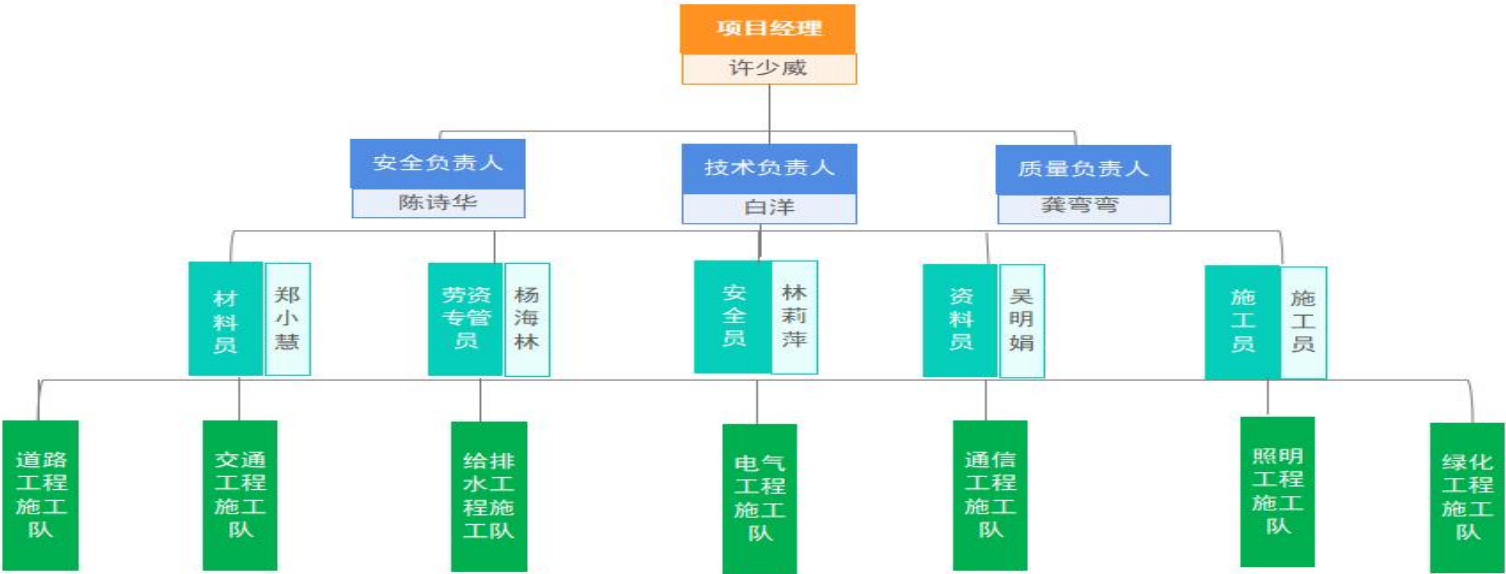 项目经理
许少威
安全负责人
陈诗华
技术负责人
白洋
质量负责人
龚弯弯
材
料
员
郑
小
慧
劳资
专管
员
杨
海
林
安
全
员
林
莉
萍
资
料
员
吴
明
娟
施
工
员
施
工
员
道路
工程
施工
队
交通
工程
施工
队
给排
水工
程施
工队
电气
工程
施工
队
通信
工程
施工
队
照明
工程
施工
队
绿化
工程
施工
队